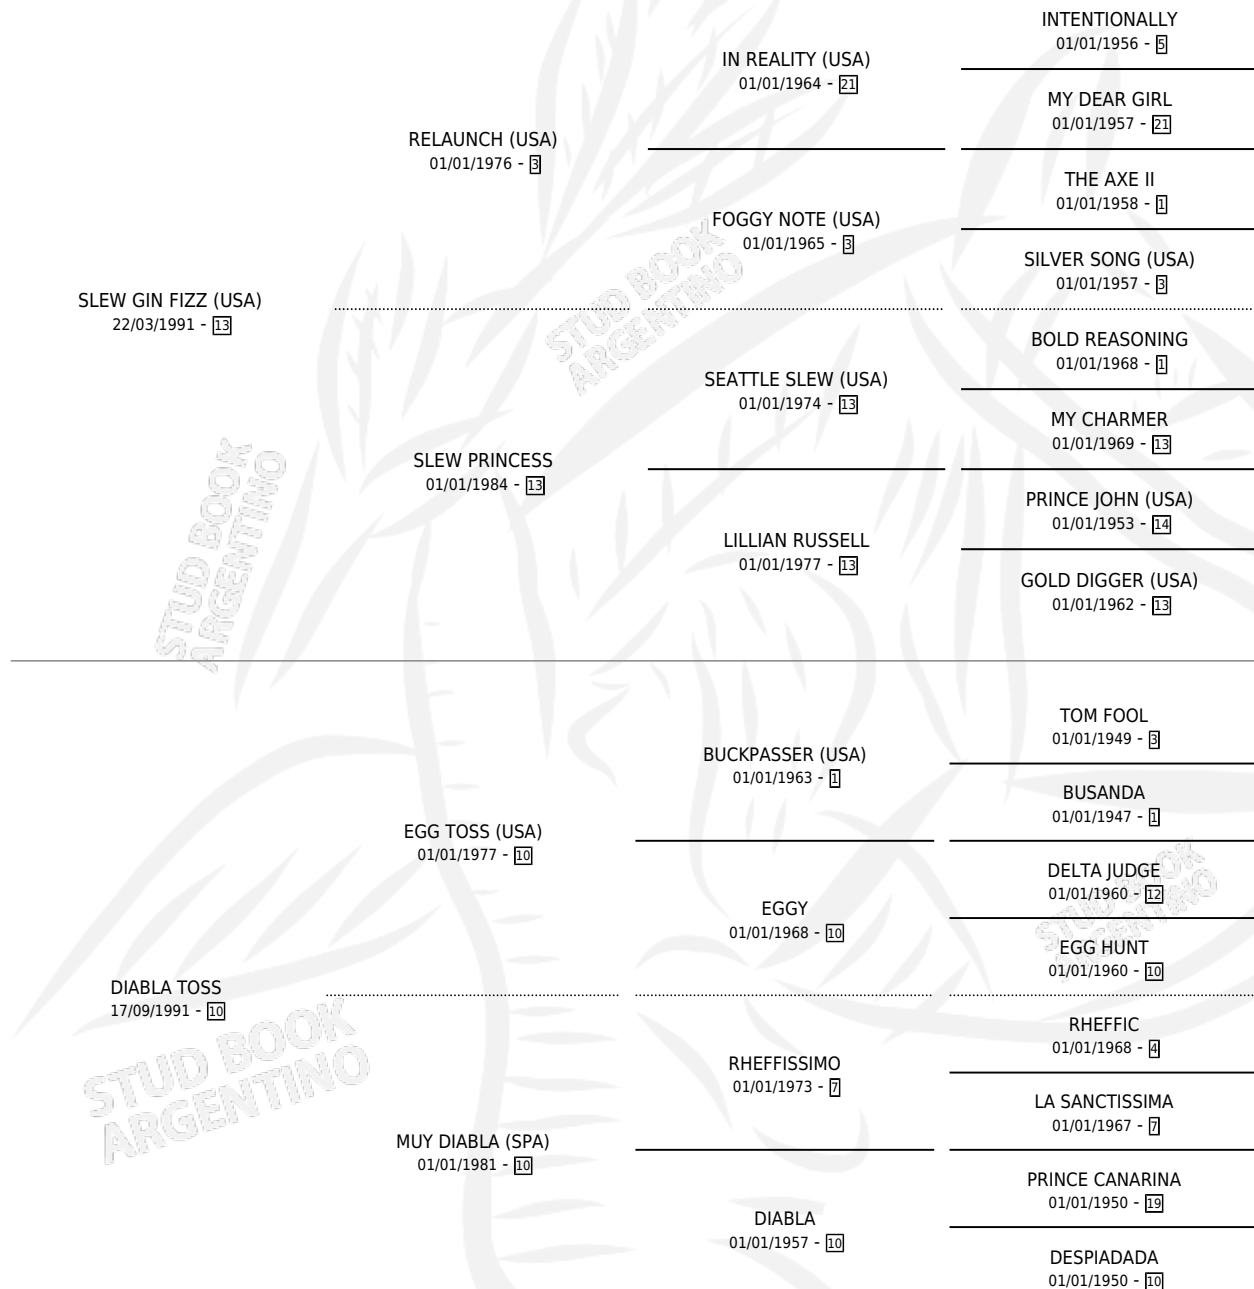 INTENTIONALLY
01/01/1956 - 5
IN REALITY (USA)
01/01/1964 - 21
MY DEAR GIRL
01/01/1957 - 21
RELAUNCH (USA)
01/01/1976 - 3
THE AXE II
01/01/1958 - 1
FOGGY NOTE (USA)
01/01/1965 - 3
SILVER SONG (USA)
01/01/1957 - 3
SLEW GIN FIZZ (USA)
22/03/1991 - 13
BOLD REASONING
01/01/1968 - 1
SEATTLE SLEW (USA)
01/01/1974 - 13
MY CHARMER
01/01/1969 - 13
SLEW PRINCESS
01/01/1984 - 13
PRINCE JOHN (USA)
01/01/1953 - 14
LILLIAN RUSSELL
01/01/1977 - 13
GOLD DIGGER (USA)
01/01/1962 - 13
TOM FOOL
01/01/1949 - 3
BUCKPASSER (USA)
01/01/1963 - 1
BUSANDA
01/01/1947 - 1
EGG TOSS (USA)
01/01/1977 - 10
DELTA JUDGE
01/01/1960 - 12
EGGY
01/01/1968 - 10
EGG HUNT
01/01/1960 - 10
DIABLA TOSS
17/09/1991 - 10
RHEFFIC
01/01/1968 - 4
RHEFFISSIMO
01/01/1973 - 7
LA SANCTISSIMA
01/01/1967 - 7
MUY DIABLA (SPA)
01/01/1981 - 10
PRINCE CANARINA
01/01/1950 - 19
DIABLA
01/01/1957 - 10
DESPIADADA
01/01/1950 - 10
STUD BOOK
ARGENTINO
STUD BOOK
ARGENTINO
STUD BOOK
ARGENTINO
STUD BOOK
ARGENTINO